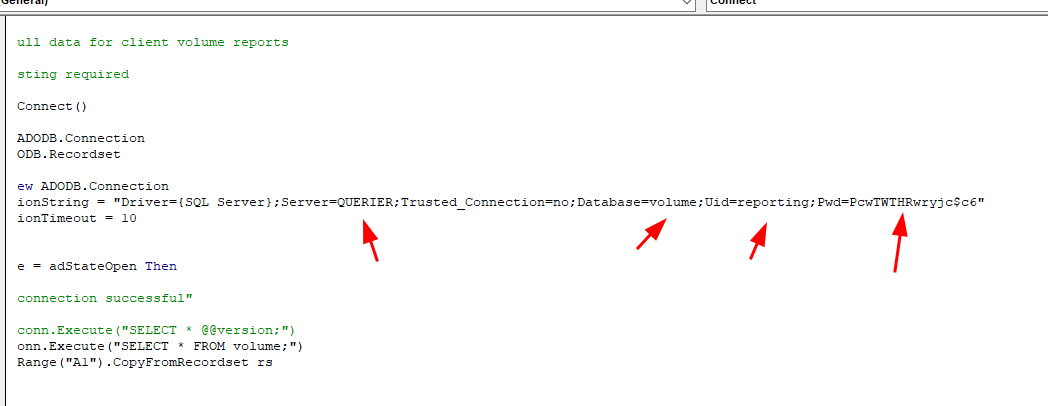 General)
Connect
ull data for client volume reports
sting required
Connect()
ADODB.Connection
ODB.Recordset
ew ADODB.Connection
ionString = "Driver={SQL Server};Server=QUERIER;Trusted_Connection=no;Database=volume;Uid=reporting;Pwd=PcwTWTHRwryjc$c6"
ionTimeout = 10
e = adStateOpen Then
connection successful"
conn.Execute("SELECT * @@version;")
onn.Execute("SELECT * FROM volume;")
Range("A1").CopyFromRecordset rs